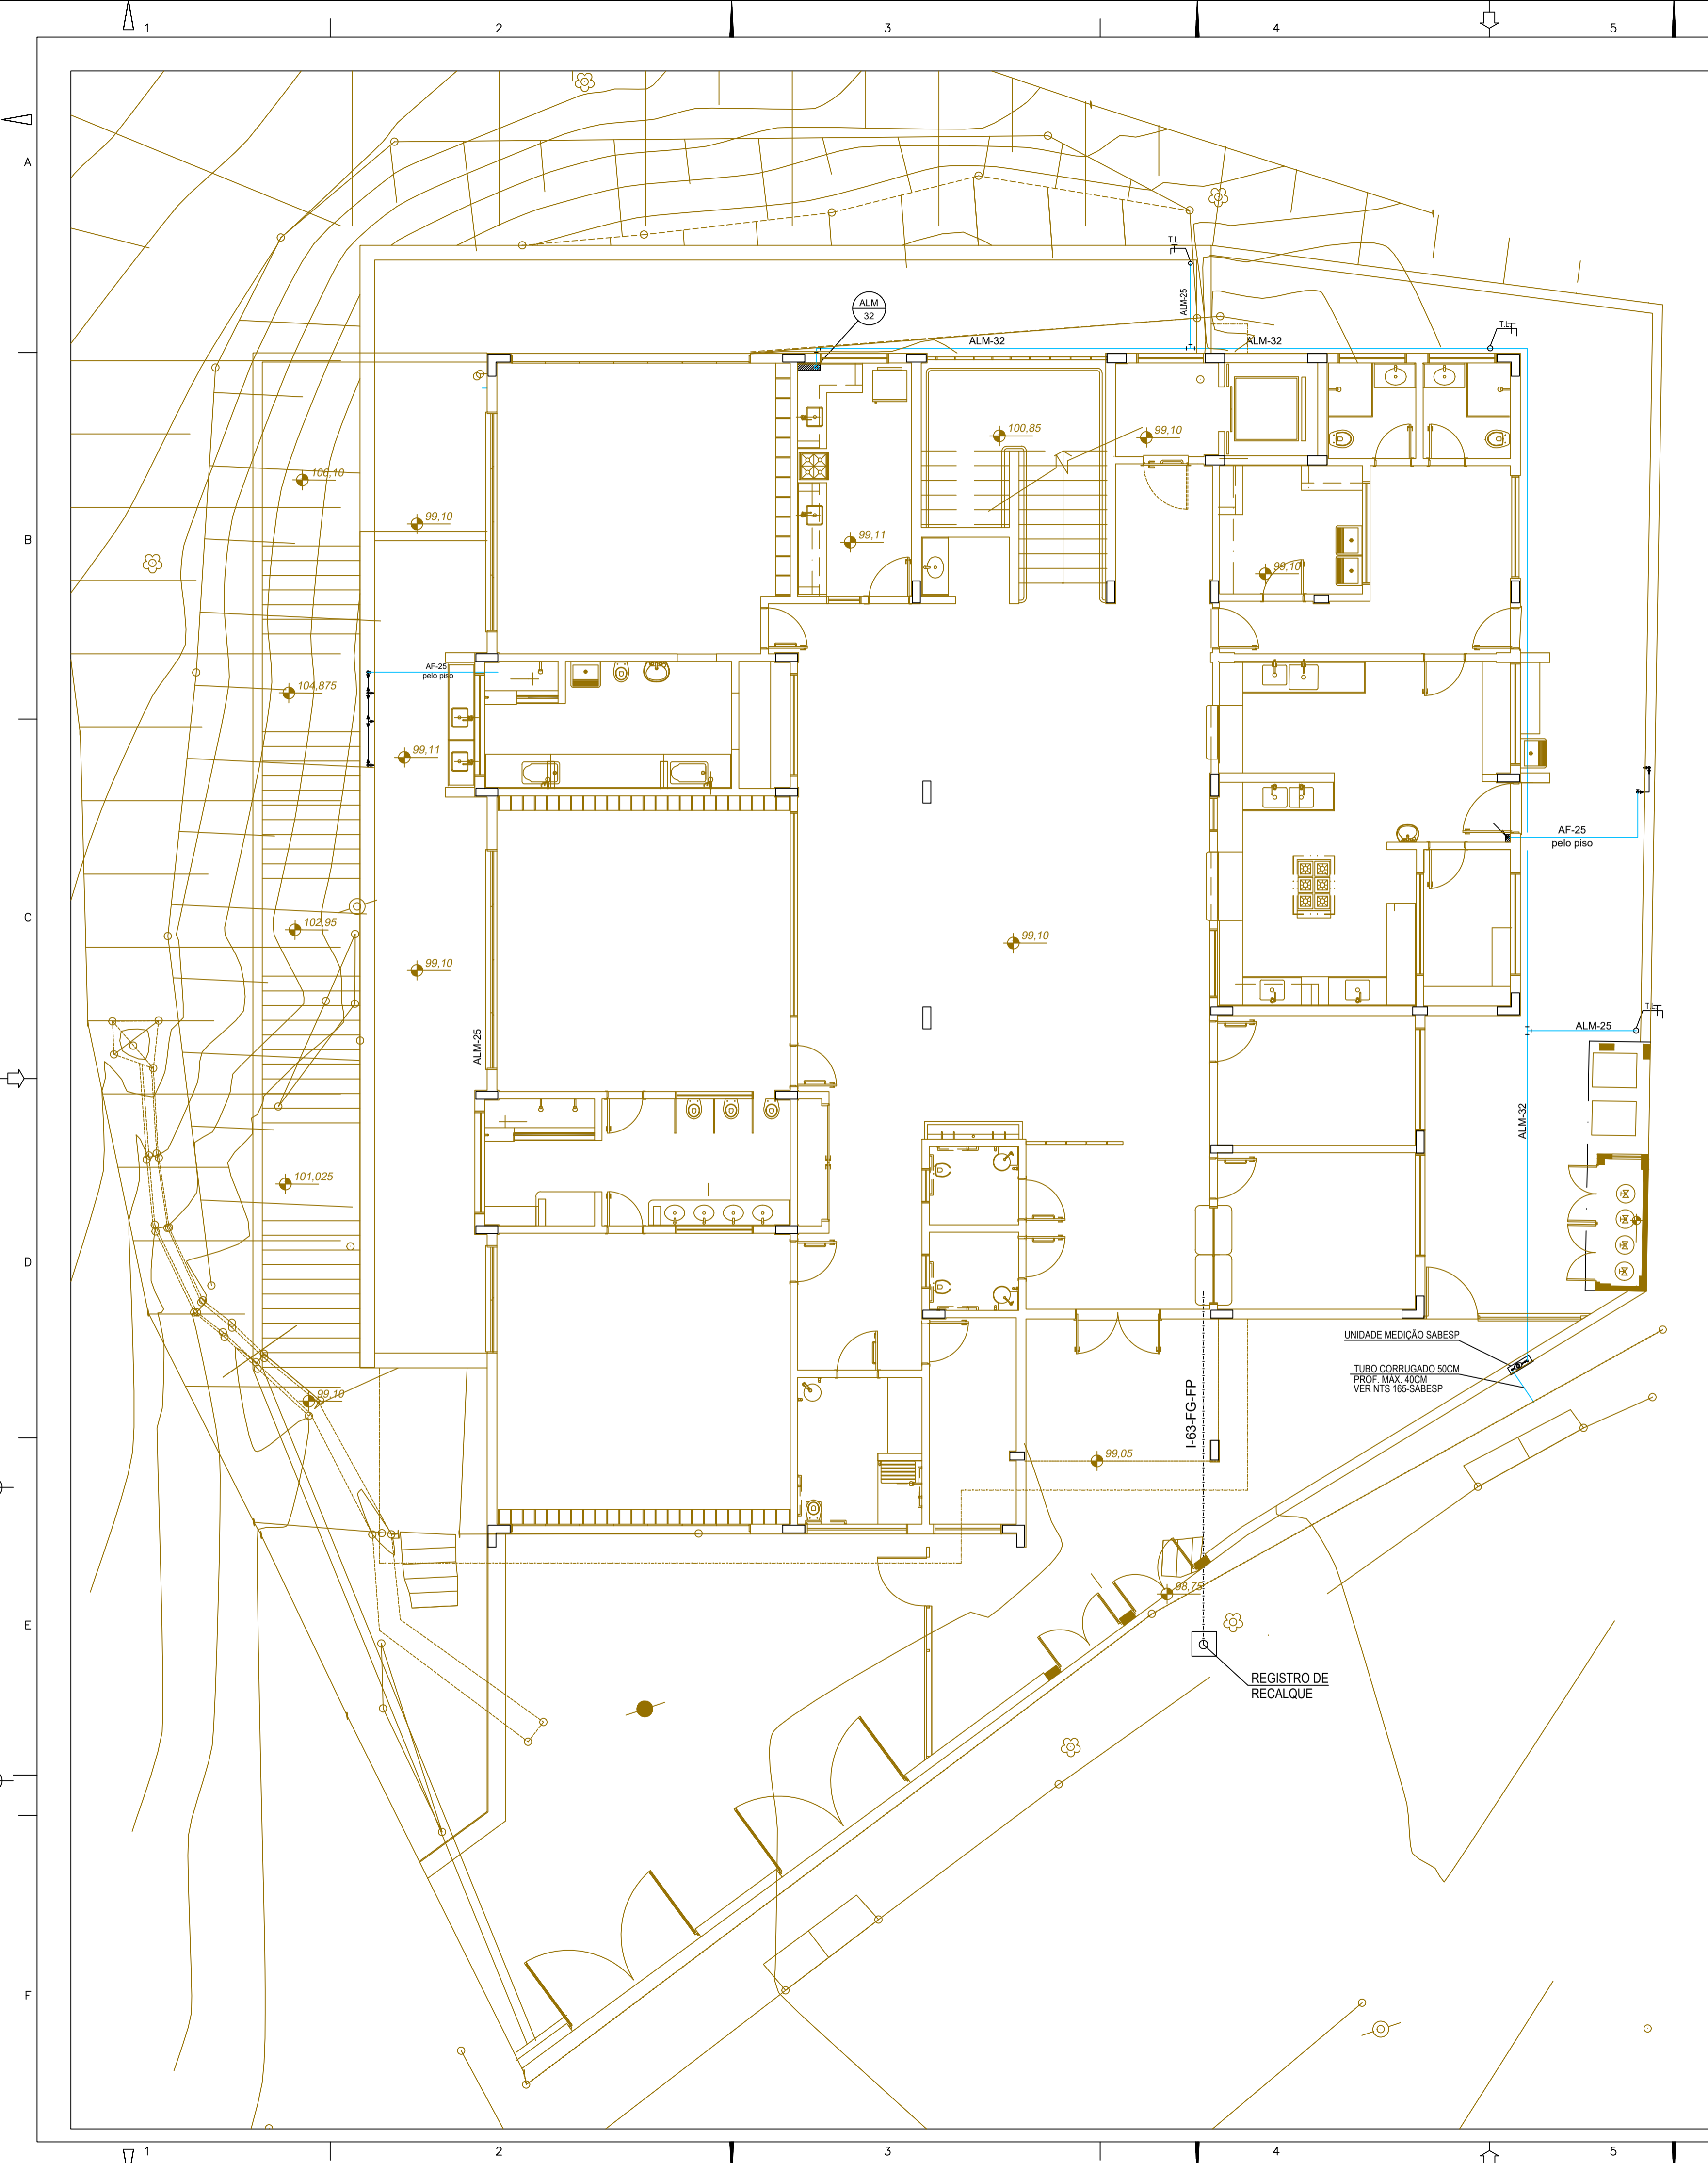 1 2 3 4 5
A
T.L.
ALM-25
ALM
32
ALM-32
ALM-32
T.L.
100,85
99,10
106,10
99,10
B
99,11
99,10
AF-25
pelo piso
104,875
99,11
AF-25
pelo piso
C
102,95
99,10
99,10
T.L.
ALM-25
ALM-25
ALM-32
101,025
D
UNIDADE MEDIÇÃO SABESP
TUBO CORRUGADO 50CM
PROF. MÁX. 40CM
VER NTS 165-SABESP
99,10
I-63-FG-FP
99,05
98,75
E
REGISTRO DE
RECALQUE
F
1 2 3 4 5